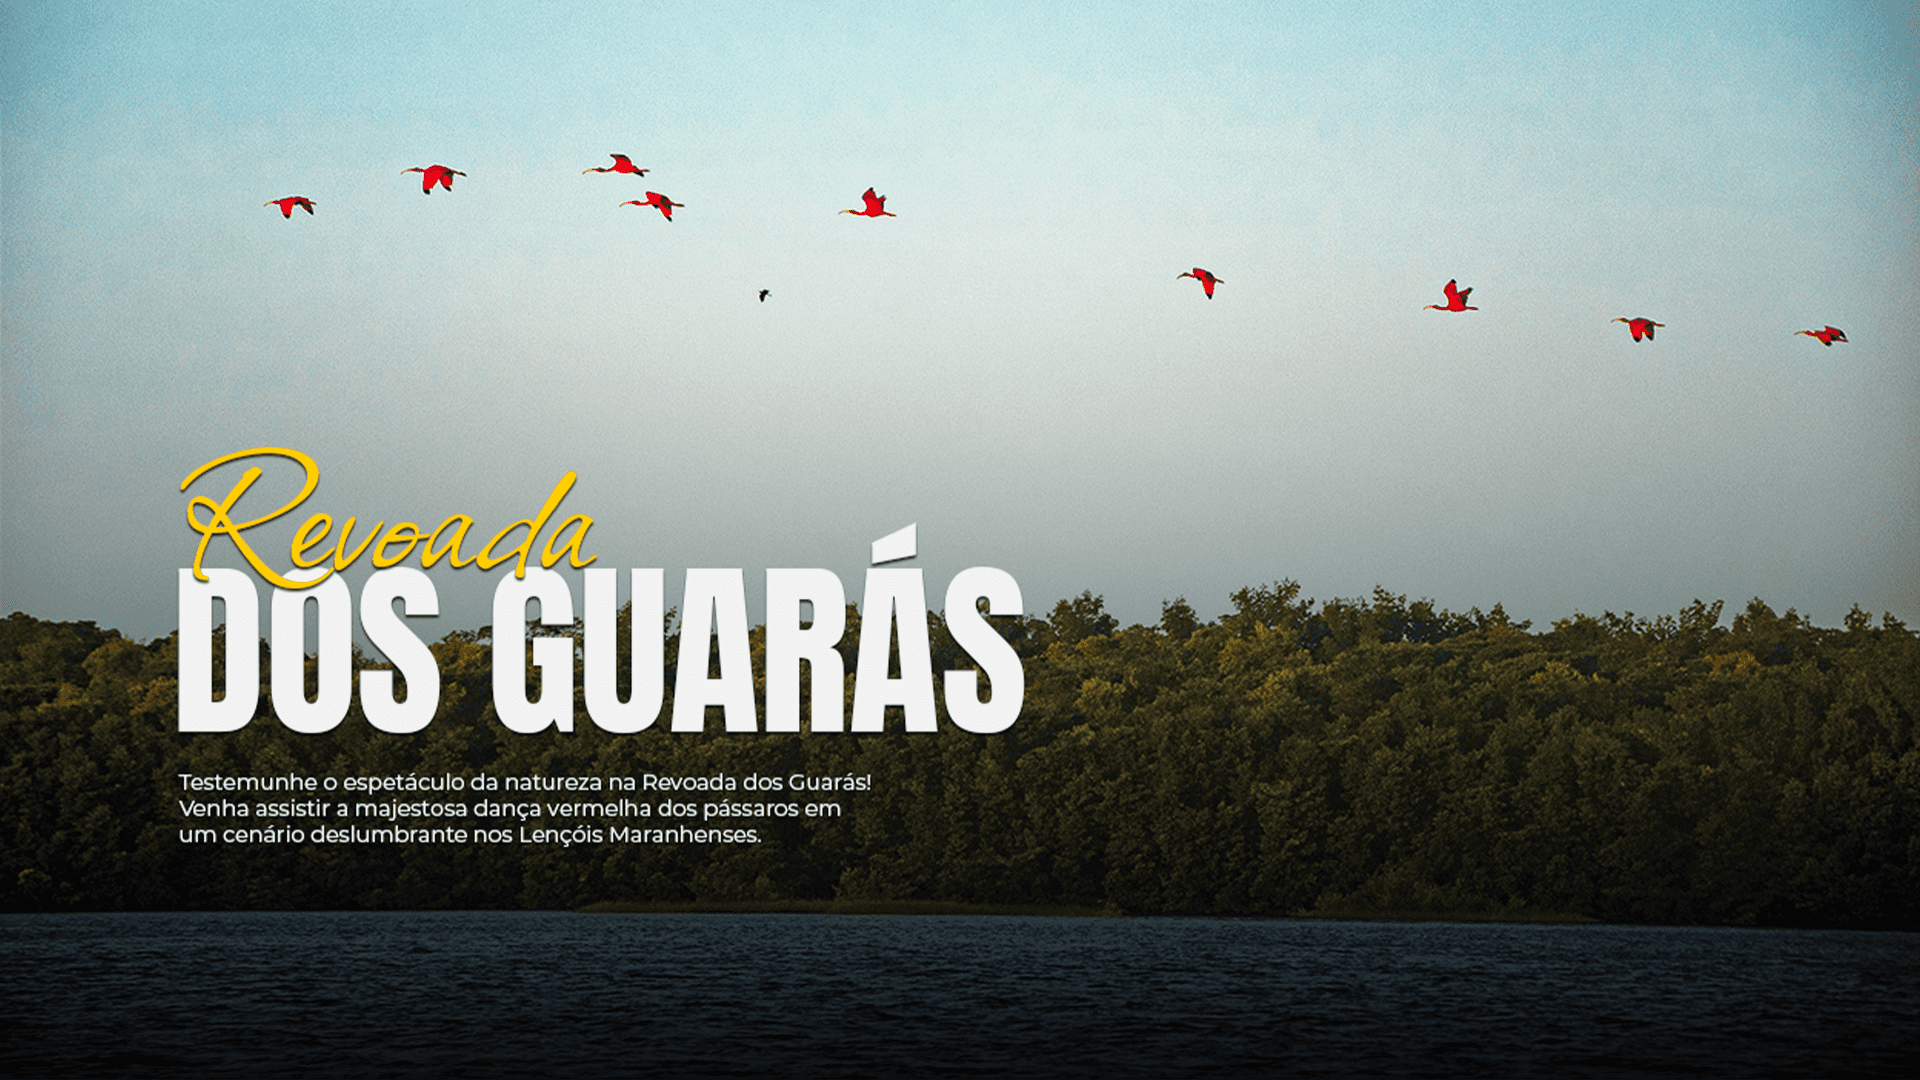 Revoada
DOS GUARÁS
Testemunhe o espetáculo da natureza na Revoada dos Guarás!
Venha assistir a majestosa dança vermelha dos pássaros em
um cenário deslumbrante nos Lençóis Maranhenses.